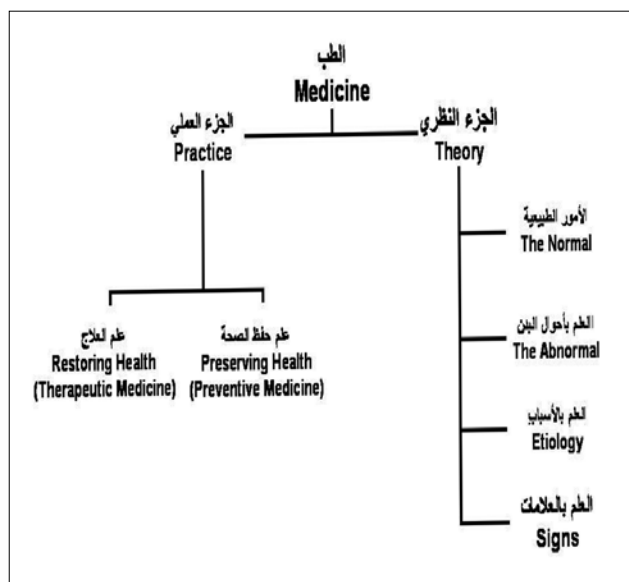 الطب
Medicine
الجزء العملي
Practice
الجزء النظري
Theory
الأمور الطبيعية
The Normal
العلم بأحوال البدن
The Abnormal
العلم بالأسباب
Etiology
العلم بالعلامات
Signs
علم العلاج
Restoring Health
(Therapeutic Medicine)
علم حفظ الصحة
Preserving Health
(Preventive Medicine)